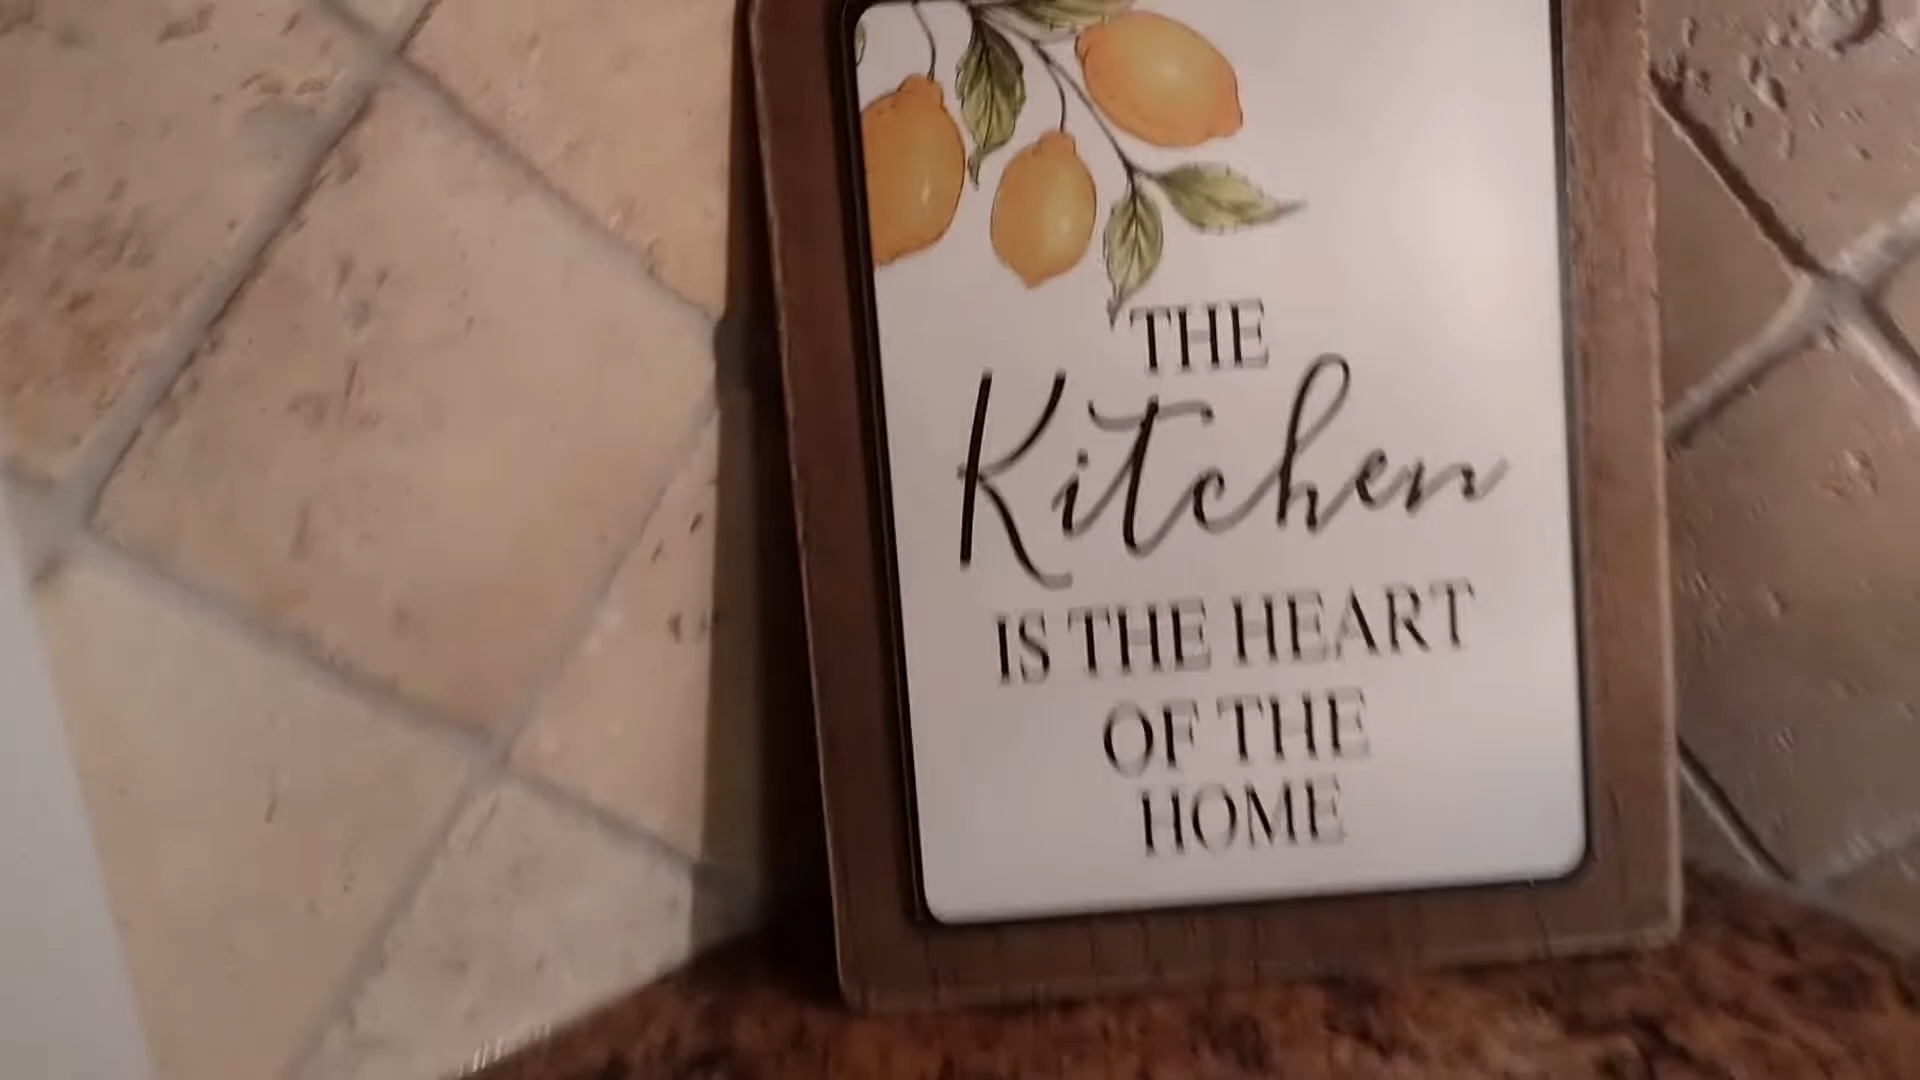 THE
Kitchen
IS THE HEART
OF THE
HOME